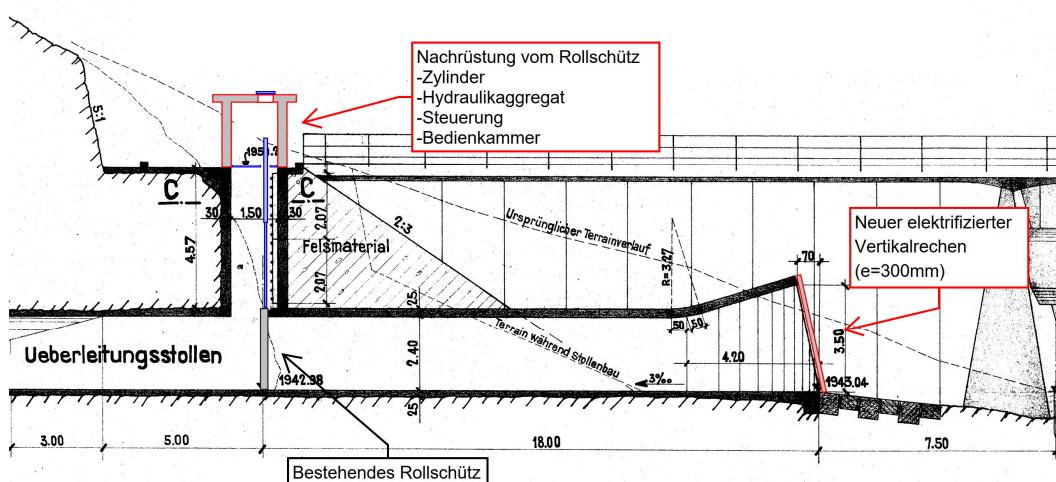 Nachrüstung vom Rollschütz
-Zylinder
-Hydraulikaggregat
-Steuerung
-Bedienkammer
5:1
C
C
30
1.50
30
4.57
2.07
2.07
Felsmaterial
2:3
Ursprünglicher Terrainverlauf
R=3.27
70
Neuer elektrifizierter
Vertikalrechen
(e=300mm)
25
50
50
Ueberleitungsstollen
2.40
Terrain während Stollenbau
4.20
3.50
3‰
1942.98
1943.04
25
3.00
5.00
18.00
7.50
Bestehendes Rollschütz